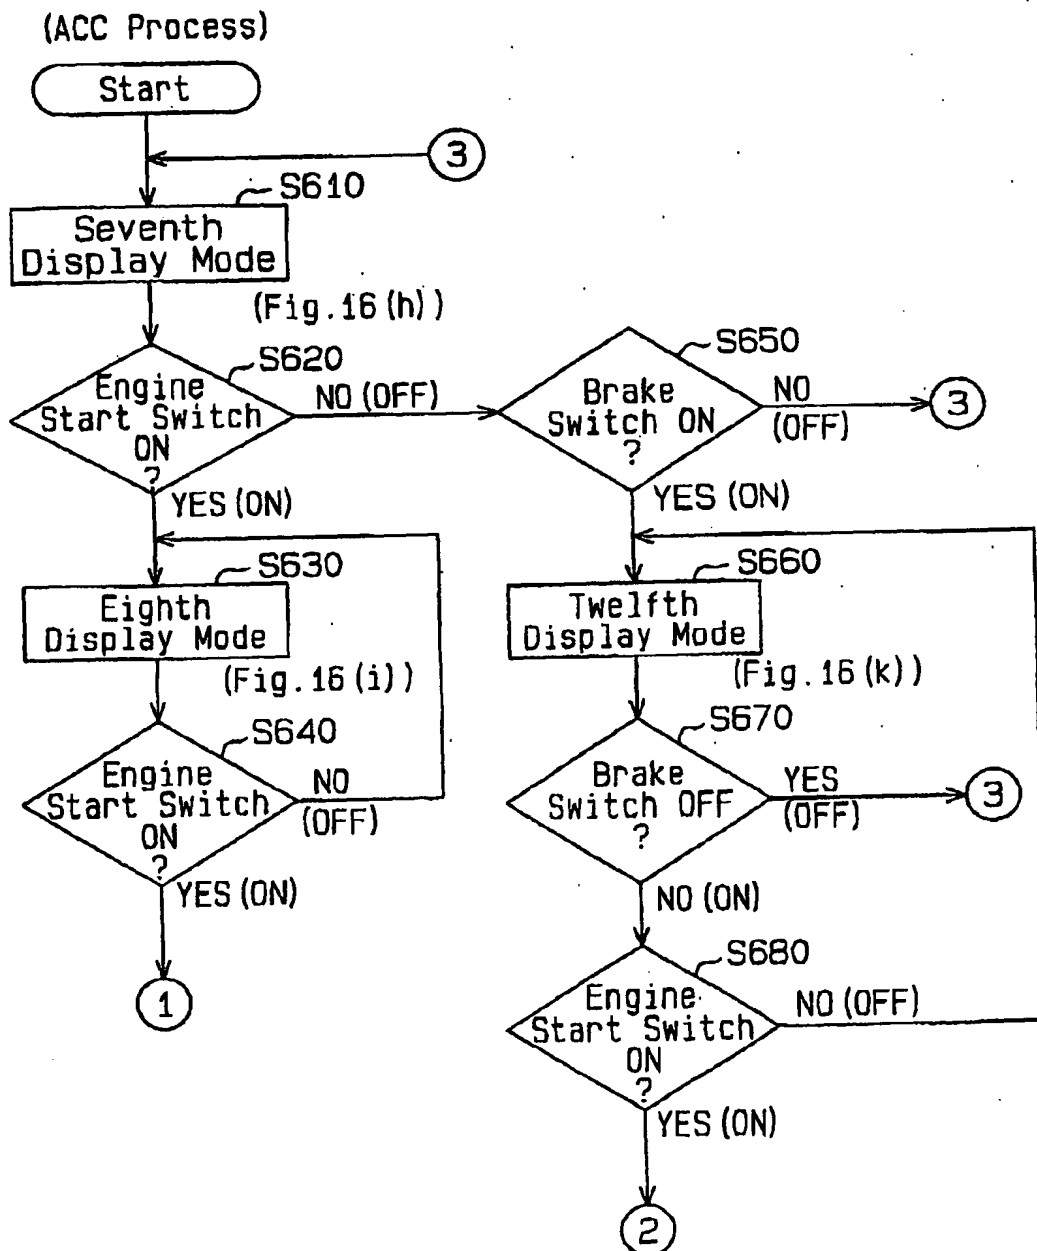 (ACC Process)
Start
3
S610
Seventh
Display Mode
(Fig.16(h))
S620
Engine
Start Switch
ON
?
NO (OFF)
YES (ON)
S630
Eighth
Display Mode
(Fig.16(i))
S640
Engine
Start Switch
ON
?
NO
(OFF)
YES (ON)
1
S650
Brake
Switch ON
?
NO
(OFF)
3
YES (ON)
S660
Twelfth
Display Mode
(Fig.16(k))
S670
Brake
Switch OFF
?
YES
(OFF)
3
NO (ON)
S680
Engine
Start Switch
ON
?
NO (OFF)
YES (ON)
2